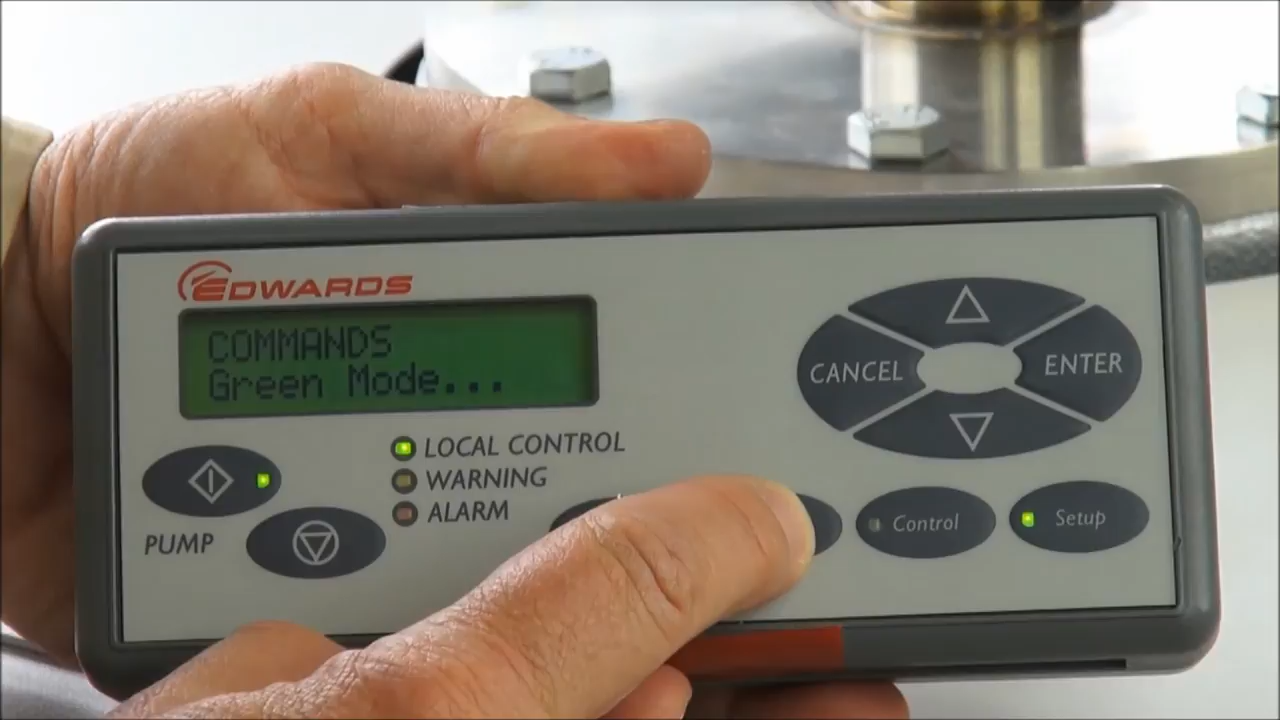 EDWARDS
COMMANDS
Green Mode...
LOCAL CONTROL
WARNING
ALARM
PUMP
CANCEL
ENTER
Control
Setup